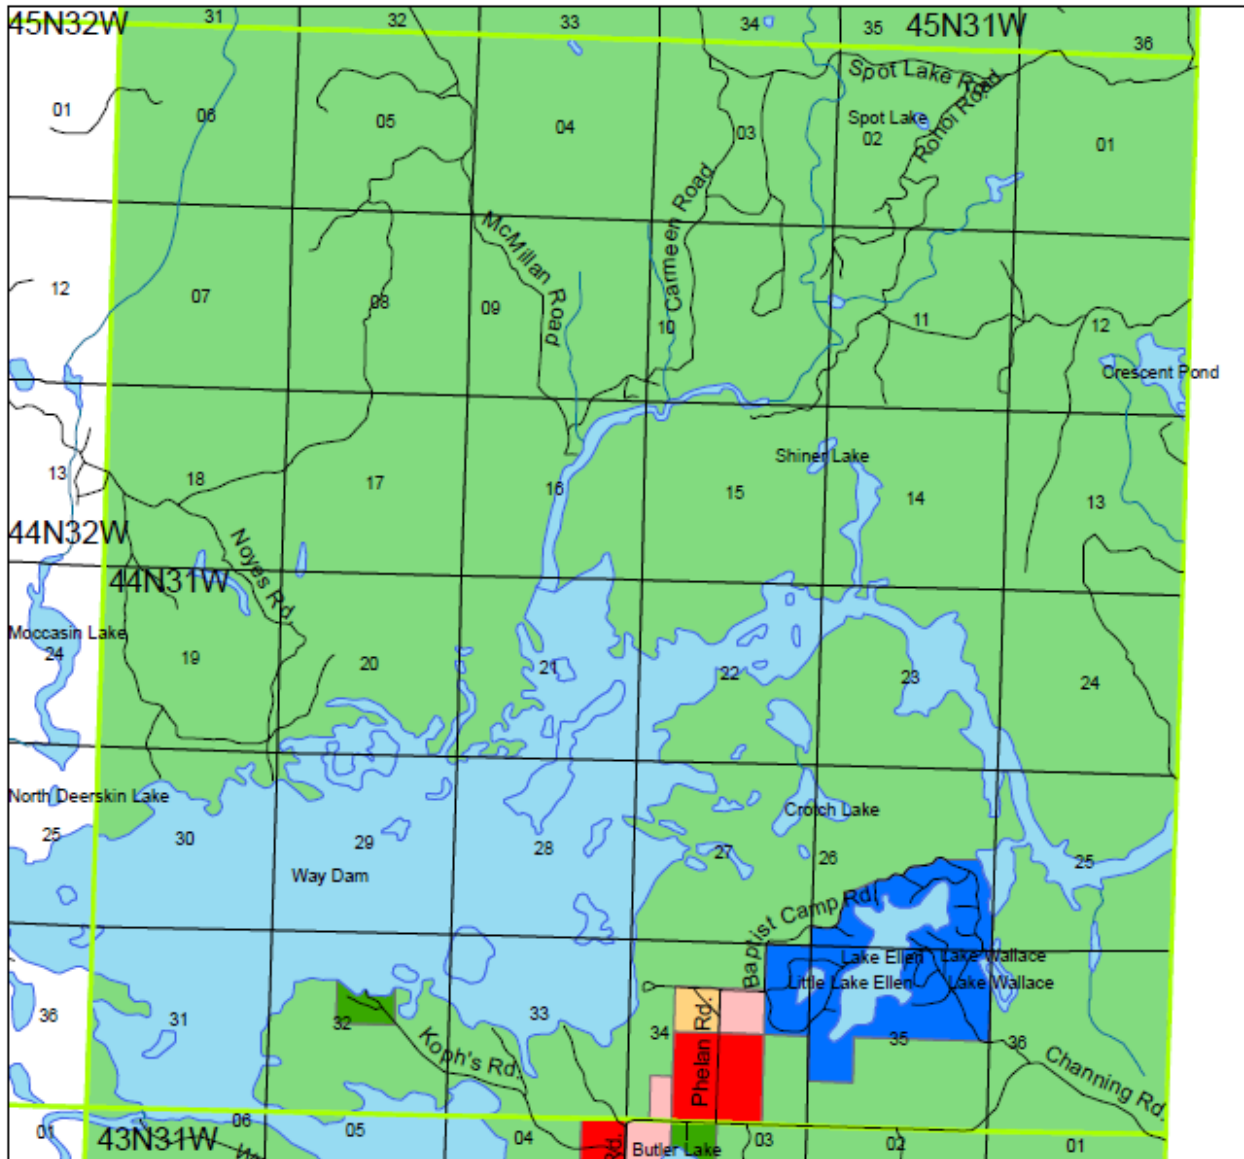 31
32
33
34
35
36
45N32W
45N31W
Spot Lake Rd.
Rohoi Road
01
06
05
04
03
Spot Lake
02
01
McMillan Road
Carmeen Road
12
07
08
09
10
11
12
Crescent Pond
13
18
17
16
15
Shiner Lake
14
13
44N32W
44N31W
Noyes Rd.
Moccasin Lake
24
19
20
21
22
23
24
North Deerskin Lake
25
30
29
28
27
Crotch Lake
26
25
Way Dam
Baptist Camp Rd.
Lake Ellen
Lake Wallace
Little Lake Ellen
Lake Wallace
36
31
32
33
34
35
36
Koph's Rd.
Phelan Rd.
Channing Rd.
01
43N31W
06
05
04
Rd.
Butler Lake
03
02
01